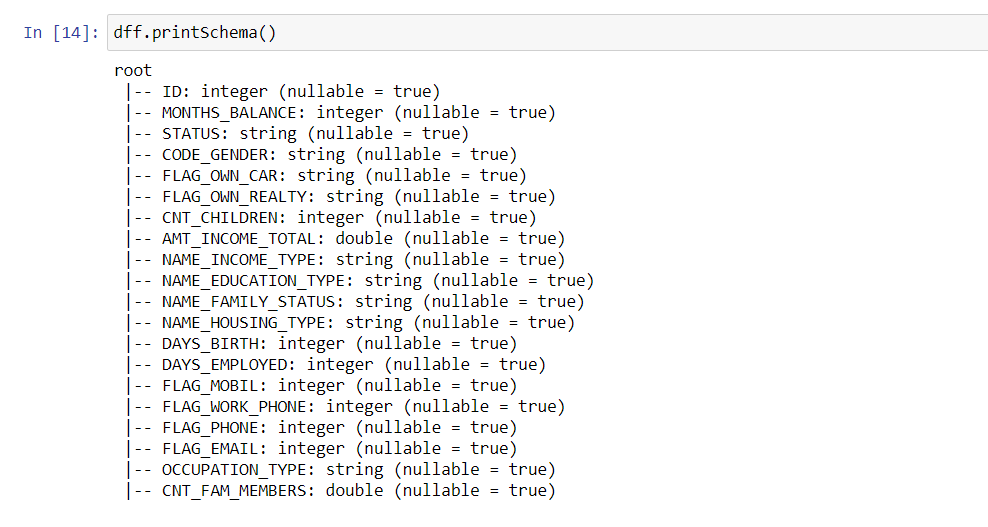 In [14]: dff.printSchema()
root
|-- ID: integer (nullable = true)
|-- MONTHS_BALANCE: integer (nullable = true)
|-- STATUS: string (nullable = true)
|-- CODE_GENDER: string (nullable = true)
|-- FLAG_OWN_CAR: string (nullable = true)
|-- FLAG_OWN_REALTY: string (nullable = true)
|-- CNT_CHILDREN: integer (nullable = true)
|-- AMT_INCOME_TOTAL: double (nullable = true)
|-- NAME_INCOME_TYPE: string (nullable = true)
|-- NAME_EDUCATION_TYPE: string (nullable = true)
|-- NAME_FAMILY_STATUS: string (nullable = true)
|-- NAME_HOUSING_TYPE: string (nullable = true)
|-- DAYS_BIRTH: integer (nullable = true)
|-- DAYS_EMPLOYED: integer (nullable = true)
|-- FLAG_MOBIL: integer (nullable = true)
|-- FLAG_WORK_PHONE: integer (nullable = true)
|-- FLAG_PHONE: integer (nullable = true)
|-- FLAG_EMAIL: integer (nullable = true)
|-- OCCUPATION_TYPE: string (nullable = true)
|-- CNT_FAM_MEMBERS: double (nullable = true)